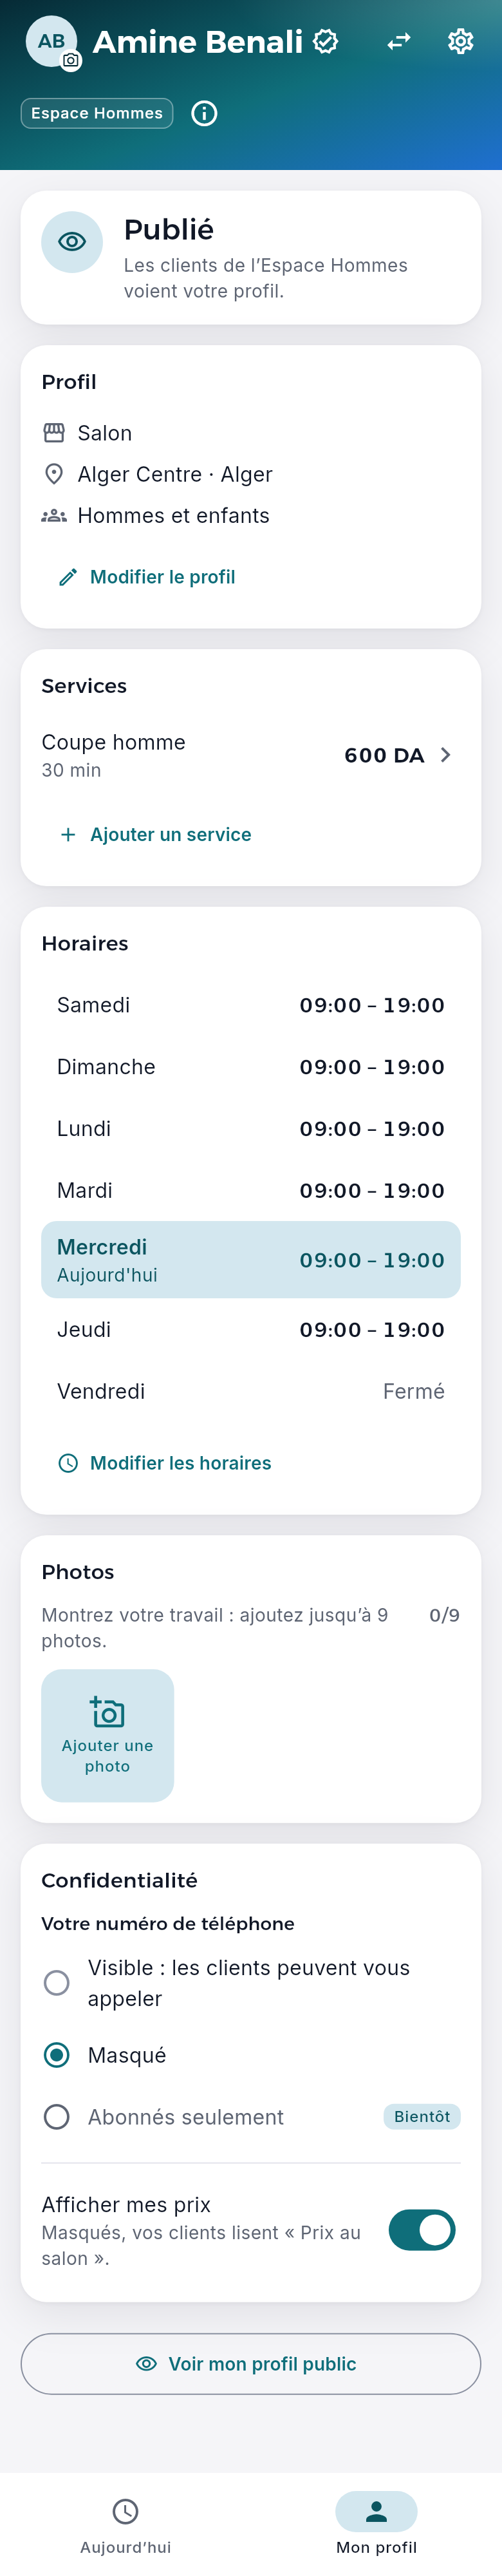 AB
Amine Benali
Espace Hommes
Publié
Les clients de l’Espace Hommes
voient votre profil.
Profil
Salon
Alger Centre · Alger
Hommes et enfants
Modifier le profil
Services
Coupe homme
30 min
600 DA
Ajouter un service
Horaires
Samedi 09:00 – 19:00
Dimanche 09:00 – 19:00
Lundi 09:00 – 19:00
Mardi 09:00 – 19:00
Mercredi
Aujourd'hui
09:00 – 19:00
Jeudi 09:00 – 19:00
Vendredi Fermé
Modifier les horaires
Photos
Montrez votre travail : ajoutez jusqu’à 9
photos.
0/9
Ajouter une
photo
Confidentialité
Votre numéro de téléphone
Visible : les clients peuvent vous
appeler
Masqué
Abonnés seulement Bientôt
Afficher mes prix
Masqués, vos clients lisent « Prix au
salon ».
Voir mon profil public
Aujourd’hui
Mon profil